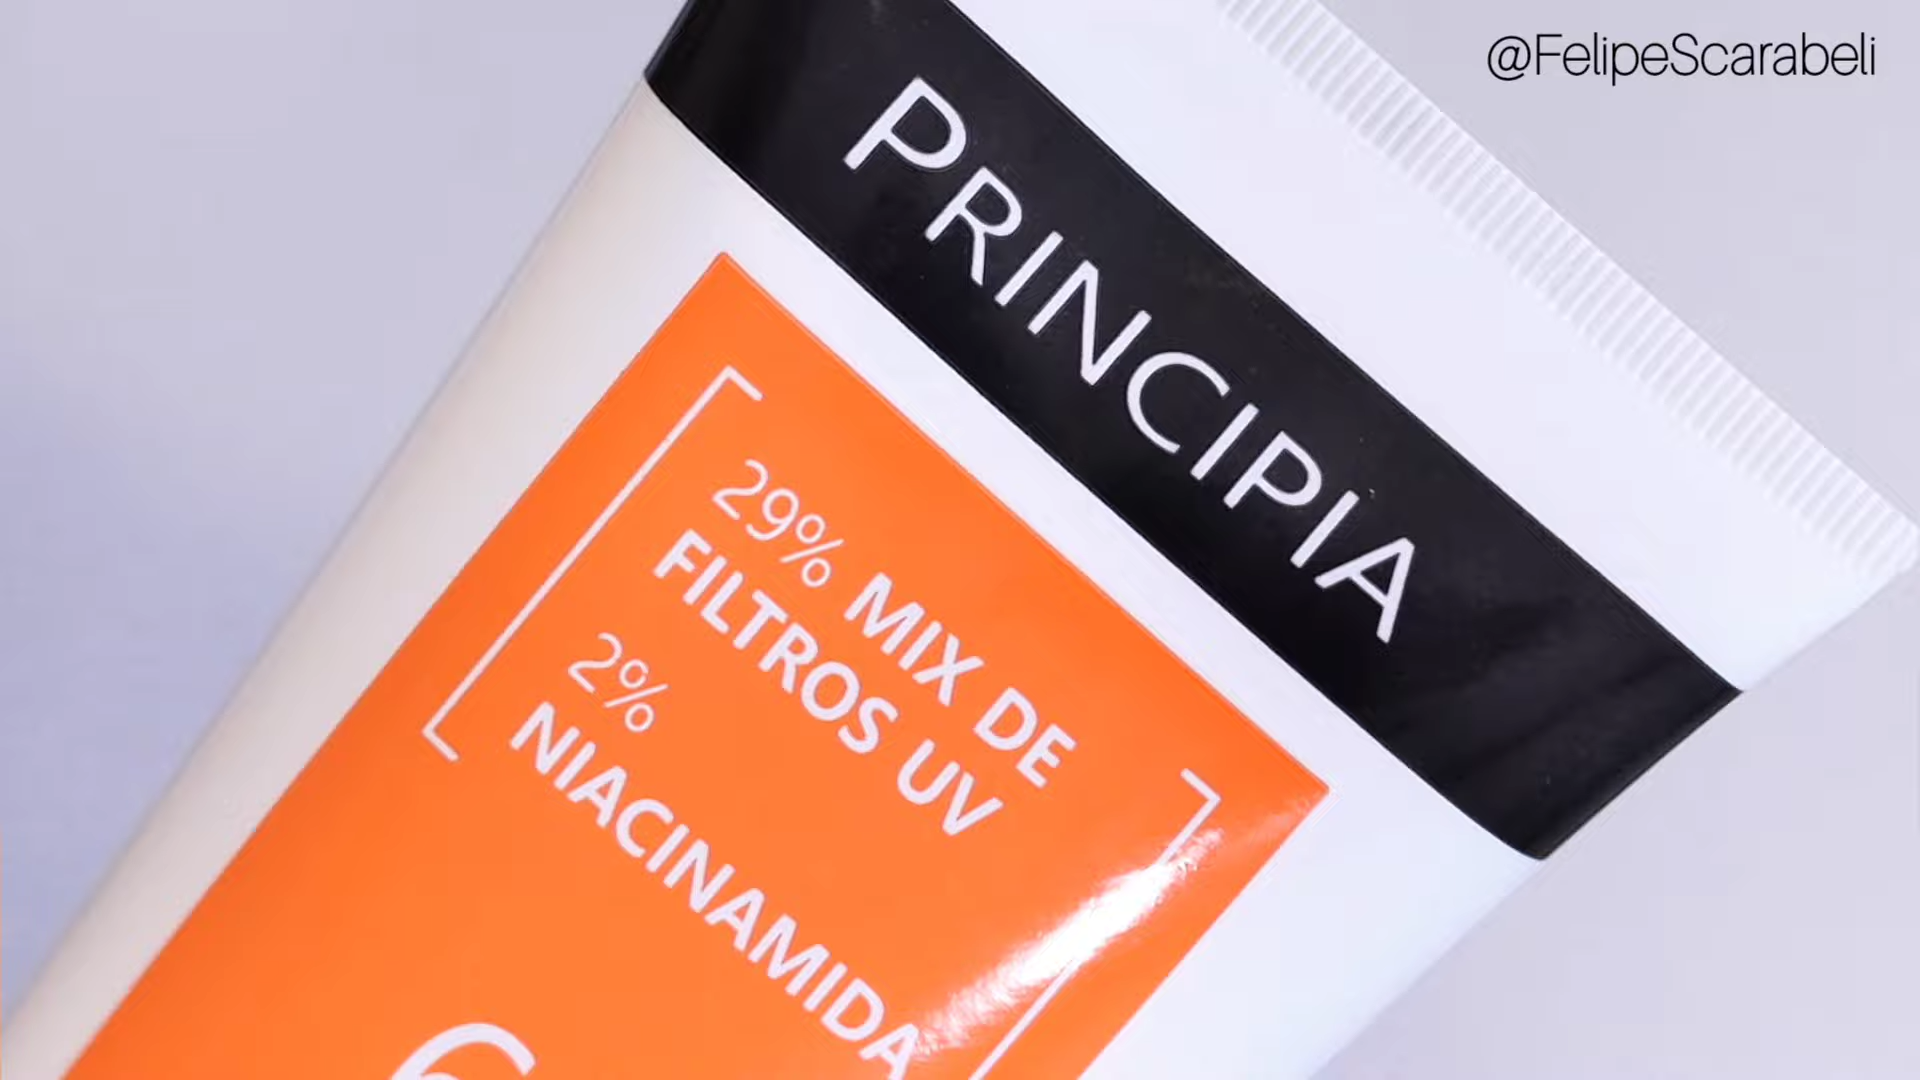 @FelipeScarabeli
PRINCIPIA
29% MIX DE
FILTROS UV
2%
NIACINAMIDA